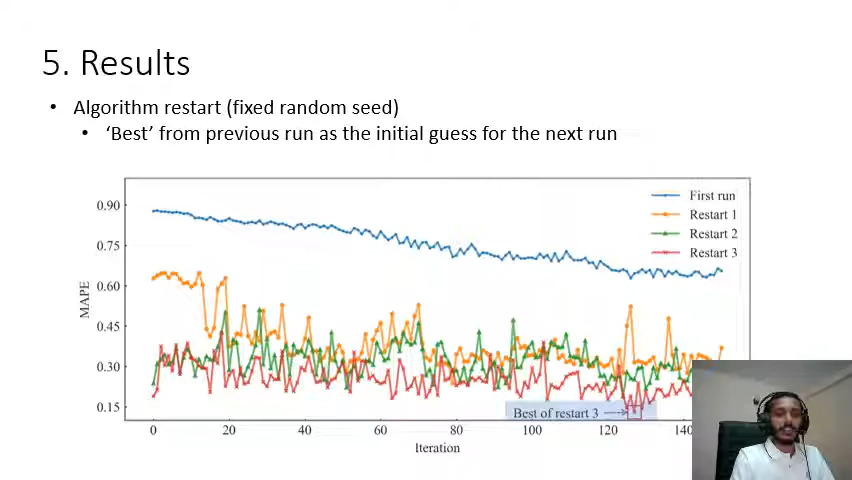 5. Results
• Algorithm restart (fixed random seed)
• ‘Best’ from previous run as the initial guess for the next run
First run
Restart 1
Restart 2
Restart 3
0.90
0.75
0.60
0.45
0.30
0.15
MAPE
Best of restart 3
0 20 40 60 80 100 120
Iteration